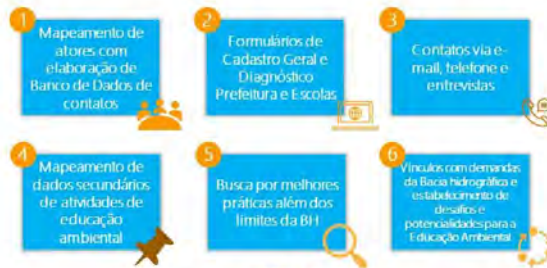 1
Mapeamento de
atores com
elaboração de
Banco de Dados de
contatos
2
Formulários de
Cadastro Geral e
Diagnóstico
Prefeitura e Escolas
3
Contatos via e-
mail, telefone e
entrevistas
4
Mapeamento de
dados secundários
de atividades de
educação
ambiental
5
Busca por melhores
práticas além dos
limites da BH
6
Vínculos com demandas
da Bacia hidrográfica e
estabelecimento de
desafios e
potencialidades para a
Educação Ambiental